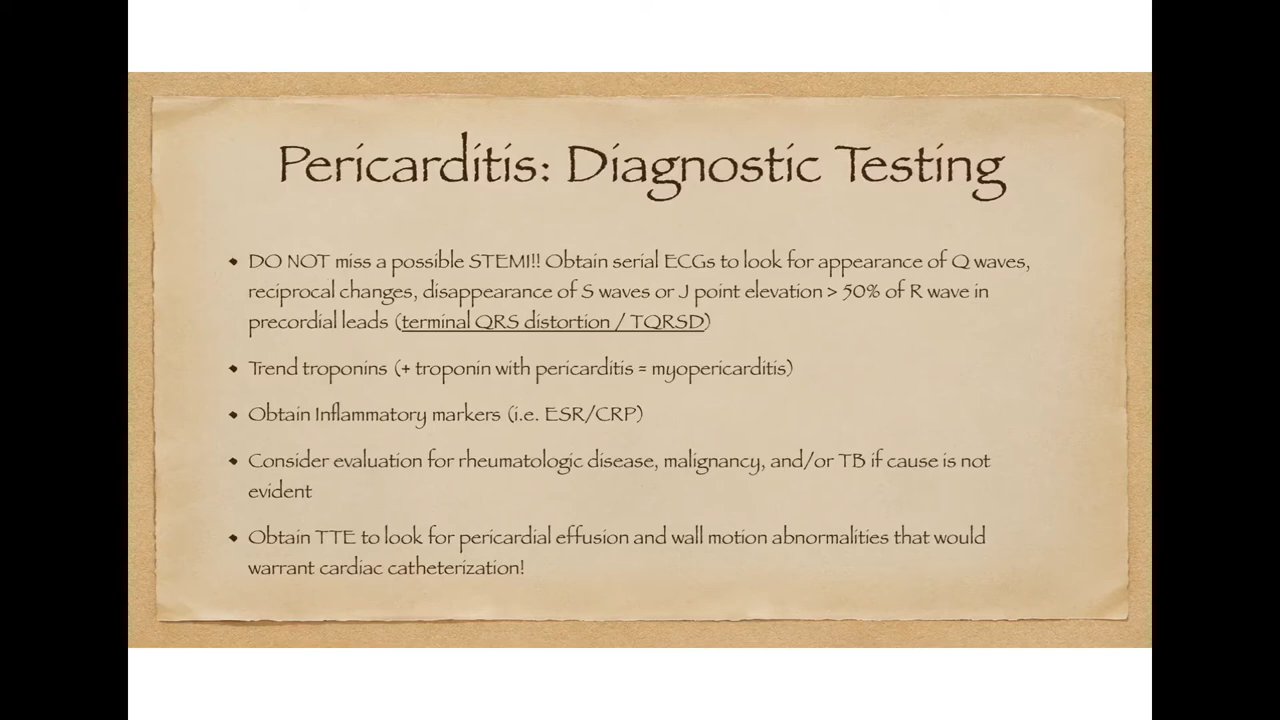 Pericarditis: Diagnostic Testing
• DO NOT miss a possible STEMI!! Obtain serial ECGs to look for appearance of Q waves,
reciprocal changes, disappearance of S waves or J point elevation > 50% of R wave in
precordial leads (terminal QRS distortion / TQRSD)
• Trend troponins (+ troponin with pericarditis = myopericarditis)
• Obtain Inflammatory markers (i.e. ESR/CRP)
• Consider evaluation for rheumatologic disease, malignancy, and/or TB if cause is not
evident
• Obtain TTE to look for pericardial effusion and wall motion abnormalities that would
warrant cardiac catheterization!